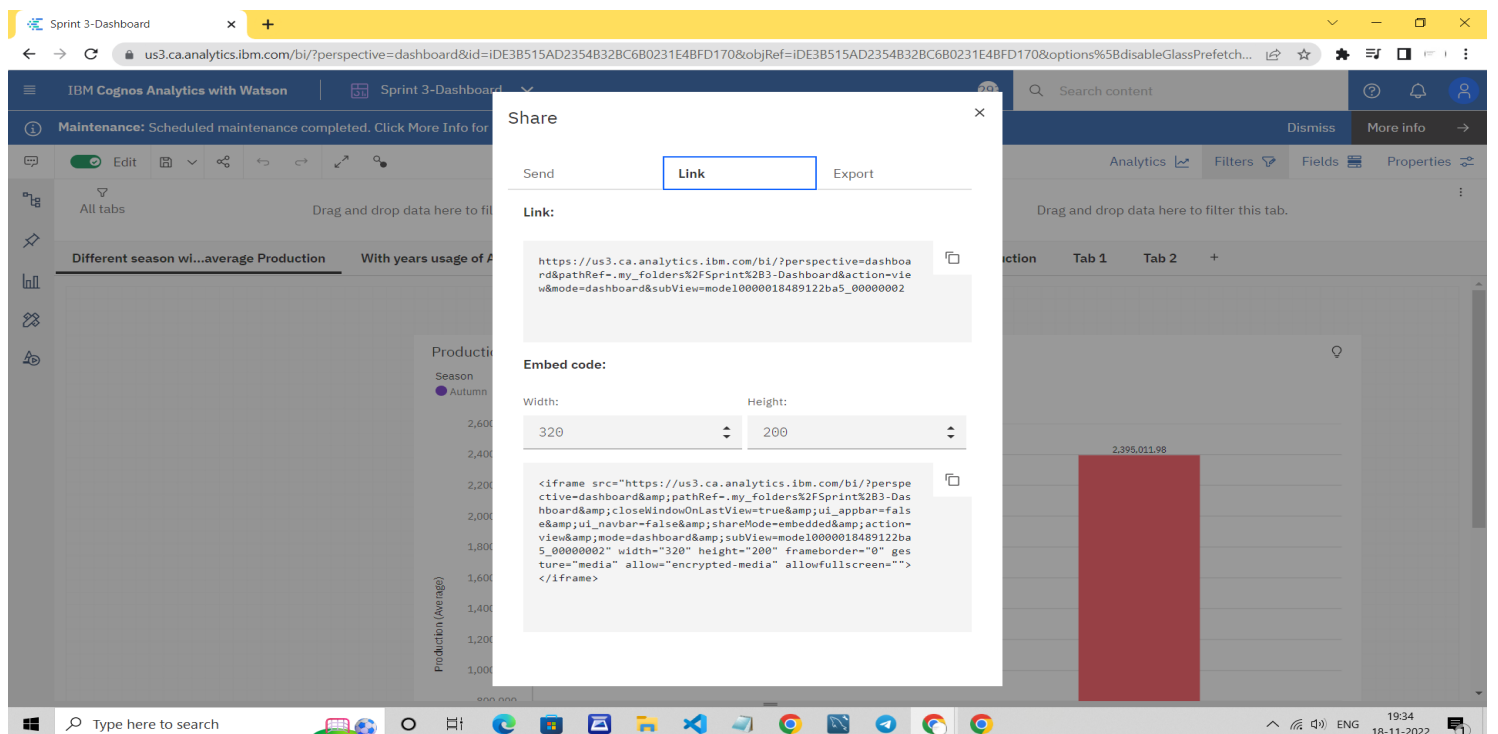 Sprint 3-Dashboard
us3.ca.analytics.ibm.com/bi/?perspective=dashboard&id=iDE3B515AD2354B32BC6B0231E4BFD170&objRef=iDE3B515AD2354B32BC6B0231E4BFD170&options%5BdisableGlassPrefetch...
IBM Cognos Analytics with Watson
Sprint 3-Dashboard
Search content
Maintenance: Scheduled maintenance completed. Click More Info for
Dismiss
More info
Edit
Analytics
Filters
Fields
Properties
All tabs
Drag and drop data here to fil
Drag and drop data here to filter this tab.
Different season wi...average Production
With years usage of A
uction
Tab 1
Tab 2
Share
Send
Link
Export
Link:
https://us3.ca.analytics.ibm.com/bi/?perspective=dashboa
rd&pathRef=.my_folders%2FSprint%2B3-Dashboard&action=vie
w&mode=dashboard&subView=model0000018489122ba5_00000002
Embed code:
Width:
Height:
320
200
<iframe src="https://us3.ca.analytics.ibm.com/bi/?perspe
ctive=dashboard&amp;pathRef=.my_folders%2FSprint%2B3-Das
hboard&amp;closeWindowOnLastView=true&amp;ui_appbar=fals
e&amp;ui_navbar=false&amp;shareMode=embedded&amp;action=
view&amp;mode=dashboard&amp;subView=model0000018489122ba
5_00000002" width="320" height="200" frameborder="0" ges
ture="media" allow="encrypted-media" allowfullscreen="">
</iframe>
Productio
Season
Autumn
2,600
2,400
2,200
2,000
1,800
1,600
1,400
1,200
1,000
800,000
Production (Average)
2,395,011.98
Type here to search
ENG
19:34
18-11-2022